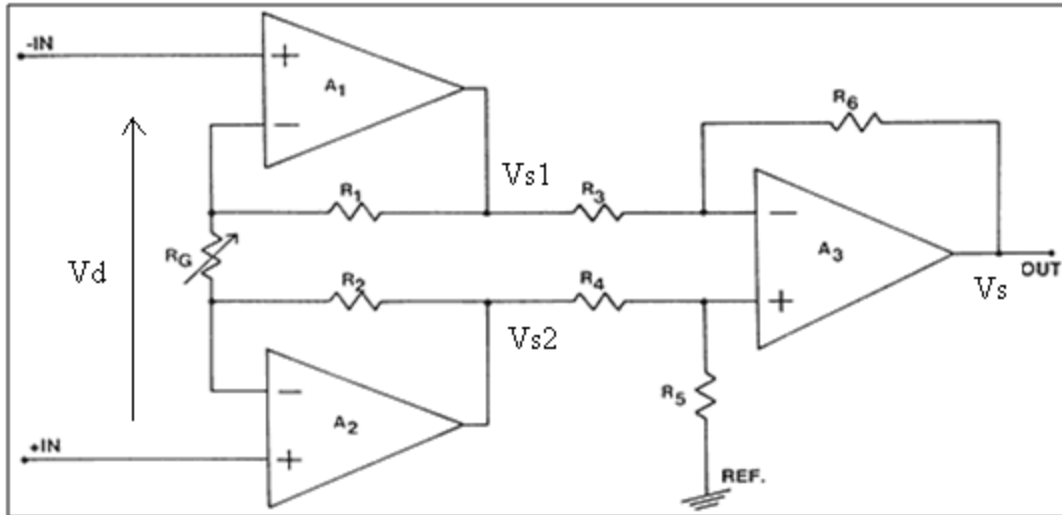 -IN
+
A1
−
R6
Vs1
R1
R3
−
RG
A3
Vd
OUT
R2
R4
Vs
+
Vs2
−
R5
A2
+IN
+
REF.